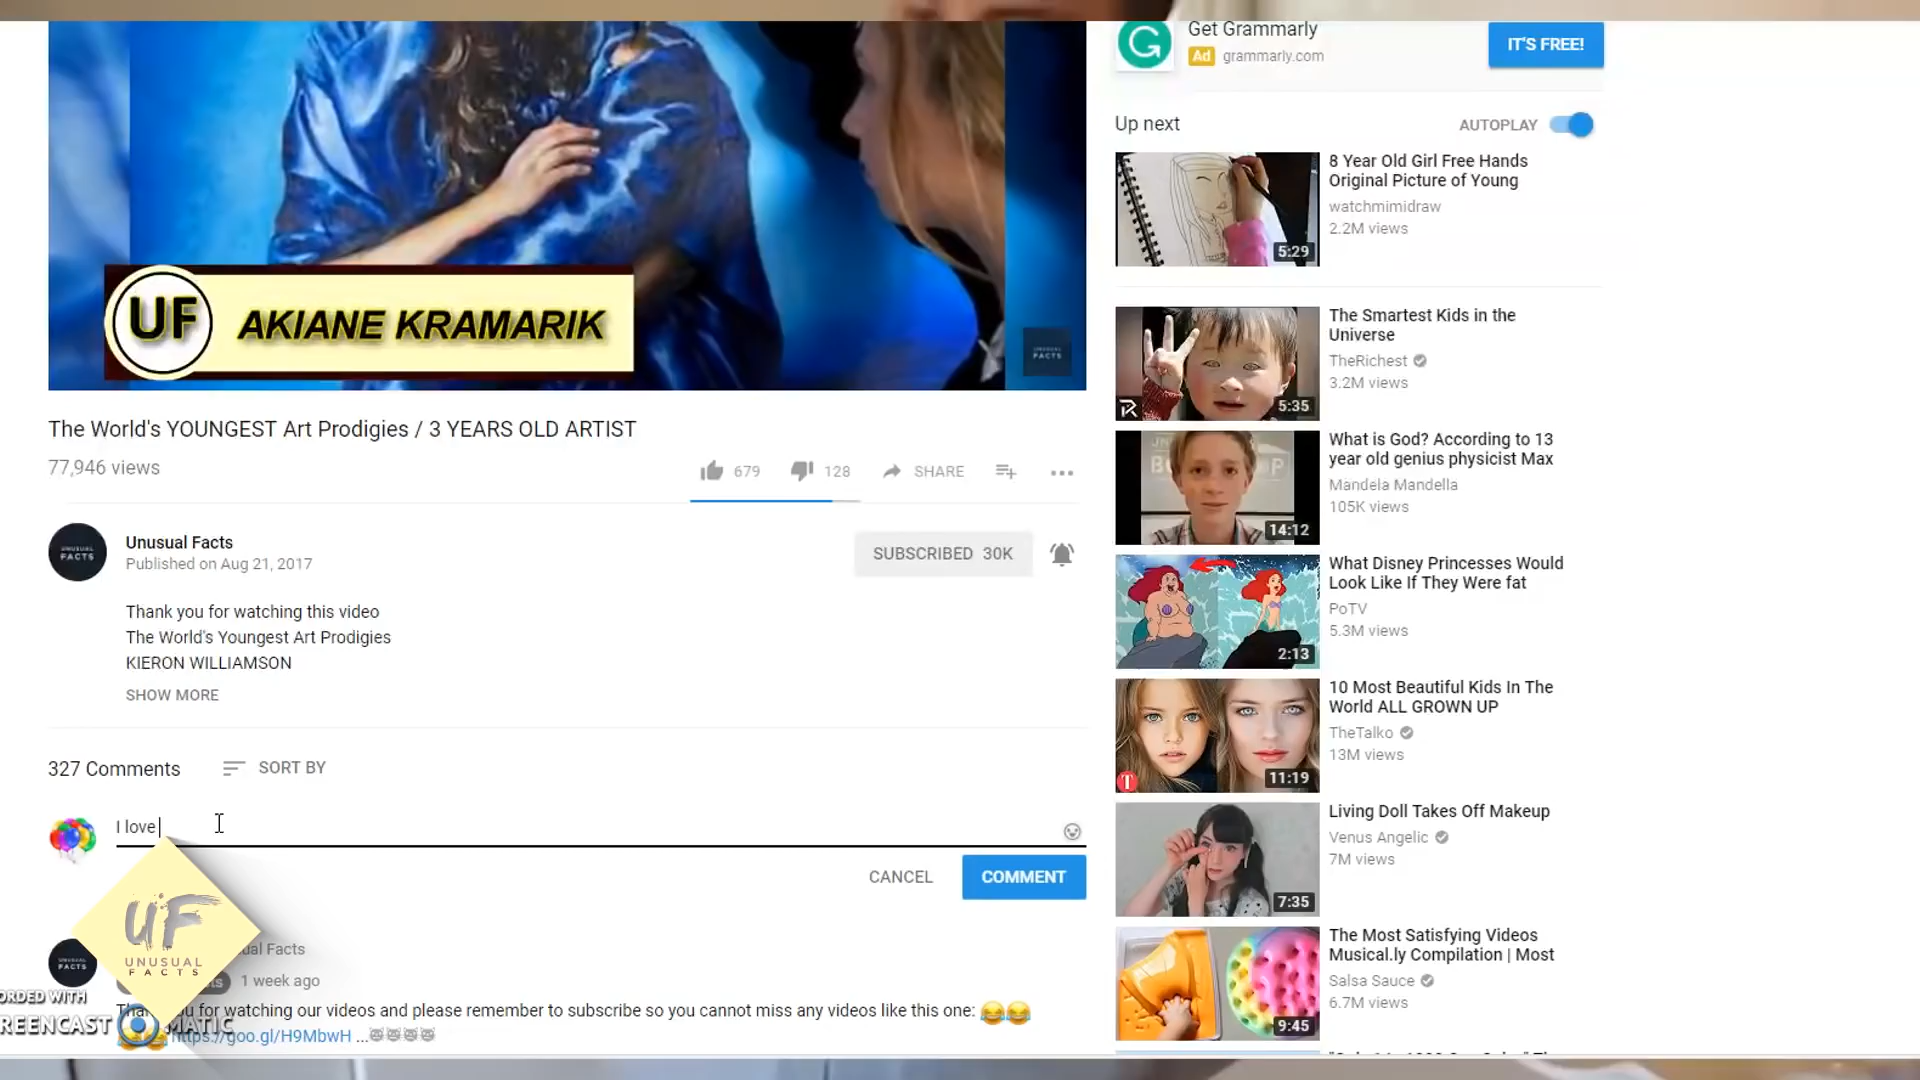 Get Grammarly
Ad grammarly.com
IT'S FREE!
Up next
AUTOPLAY
8 Year Old Girl Free Hands
Original Picture of Young
watchmimidraw
2.2M views
5:29
The Smartest Kids in the
Universe
TheRichest
3.2M views
5:35
What is God? According to 13
year old genius physicist Max
Mandela Mandella
105K views
14:12
What Disney Princesses Would
Look Like If They Were fat
PoTV
5.3M views
2:13
10 Most Beautiful Kids In The
World ALL GROWN UP
TheTalko
13M views
11:19
Living Doll Takes Off Makeup
Venus Angelic
7M views
7:35
The Most Satisfying Videos
Musical.ly Compilation | Most
Salsa Sauce
6.7M views
9:45
UF AKIANE KRAMARIK
UNUSUAL
FACTS
The World's YOUNGEST Art Prodigies / 3 YEARS OLD ARTIST
77,946 views
679 128 SHARE
UNUSUAL
FACTS
Unusual Facts
Published on Aug 21, 2017
SUBSCRIBED 30K
Thank you for watching this video
The World's Youngest Art Prodigies
KIERON WILLIAMSON
SHOW MORE
327 Comments SORT BY
I love
CANCEL COMMENT
UF
UNUSUAL
FACTS
Facts
UNUSUAL
FACTS
1 week ago
for watching our videos and please remember to subscribe so you cannot miss any videos like this one: 😂😂
https://goo.gl/H9MbwH ...